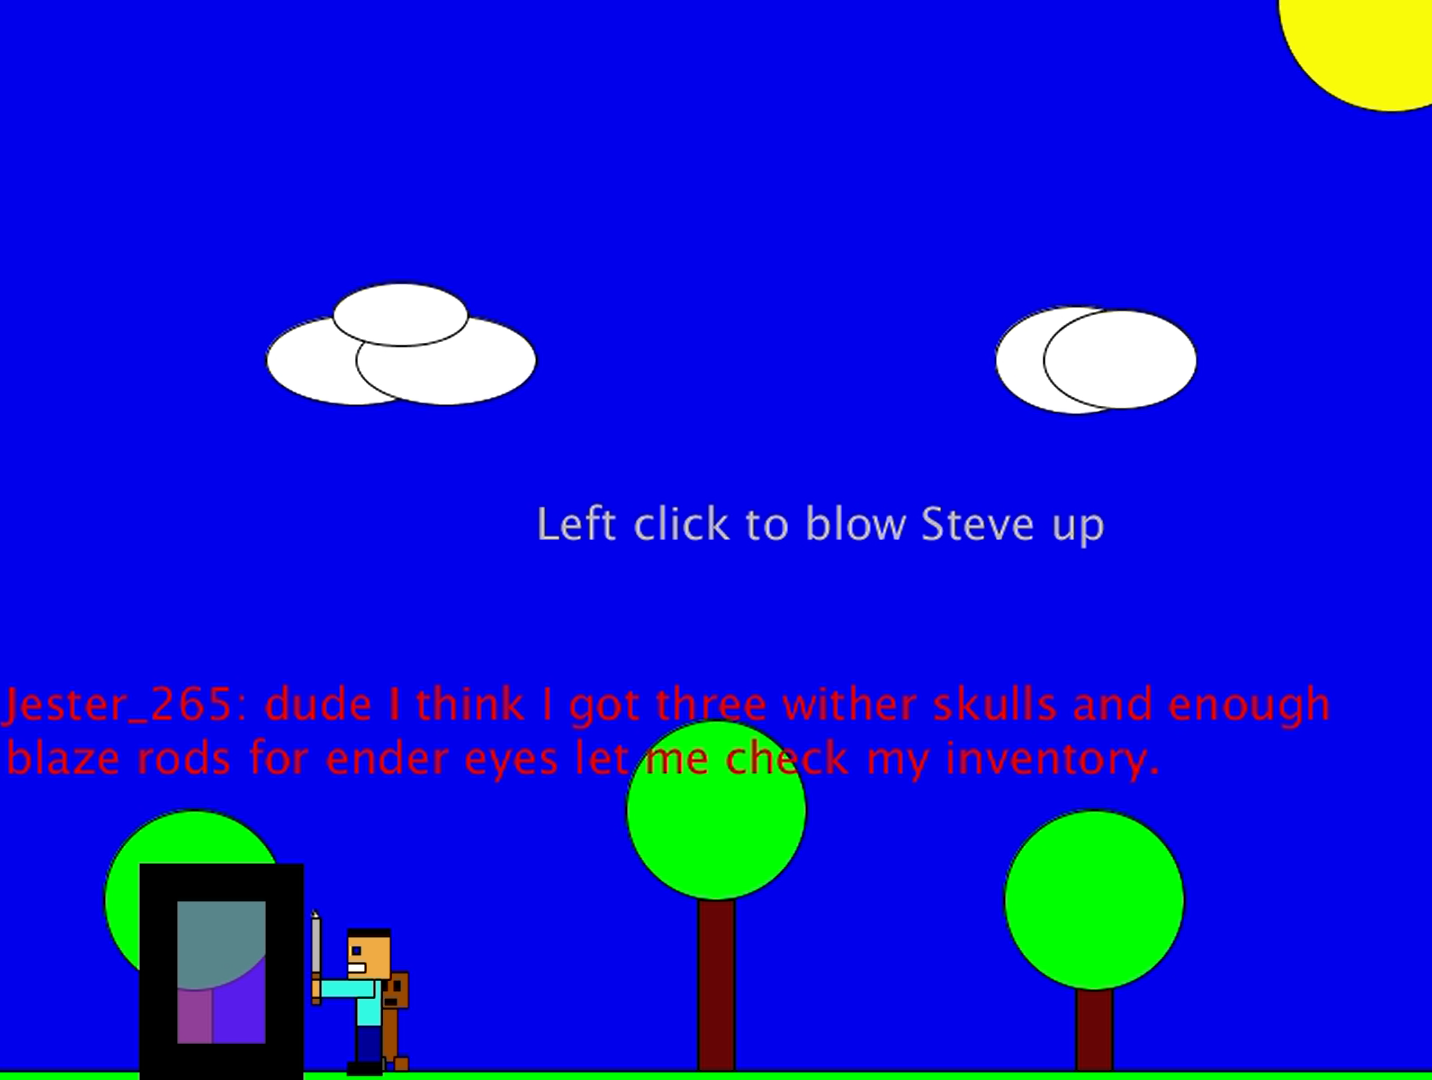 Left click to blow Steve up
Jester_265: dude I think I got three wither skulls and enough
blaze rods for ender eyes let me check my inventory.